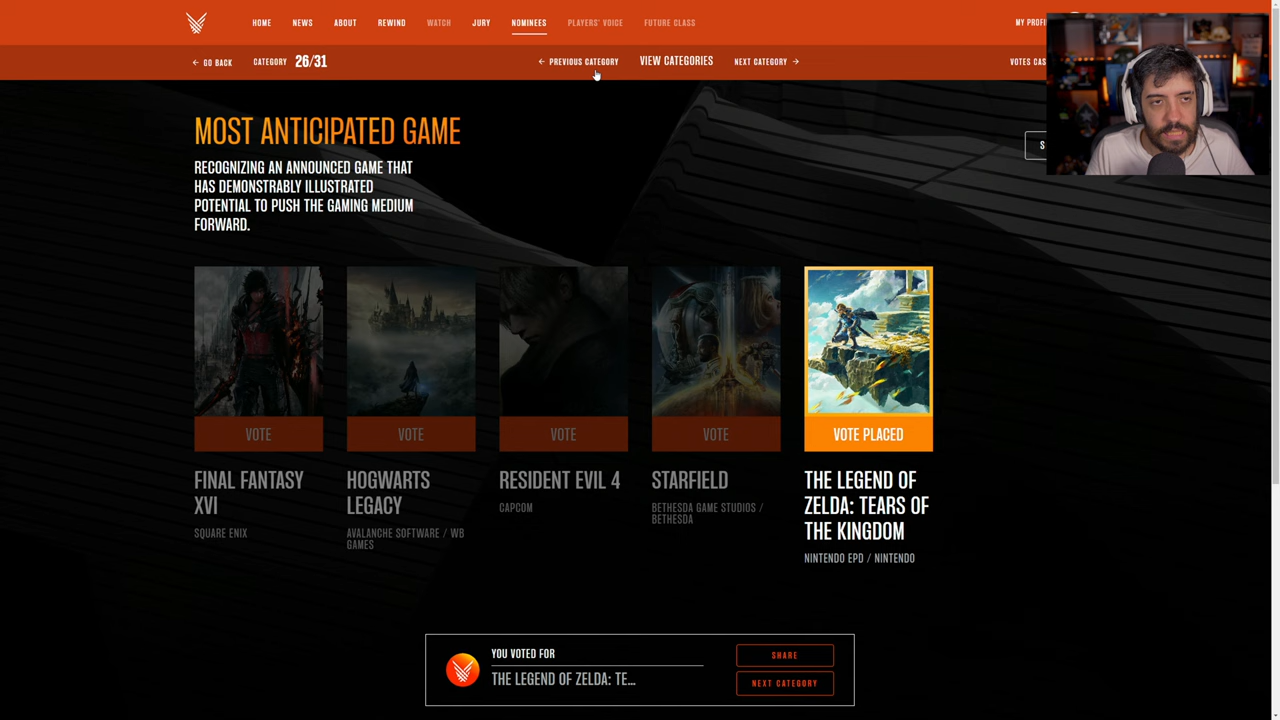 HOME NEWS ABOUT REWIND WATCH JURY NOMINEES PLAYERS' VOICE FUTURE CLASS
GO BACK CATEGORY 26/31 PREVIOUS CATEGORY VIEW CATEGORIES NEXT CATEGORY VOTES
MOST ANTICIPATED GAME
RECOGNIZING AN ANNOUNCED GAME THAT
HAS DEMONSTRABLY ILLUSTRATED
POTENTIAL TO PUSH THE GAMING MEDIUM
FORWARD.
VOTE VOTE VOTE VOTE VOTE PLACED
FINAL FANTASY
XVI
SQUARE ENIX
HOGWARTS
LEGACY
AVALANCHE SOFTWARE / WB
GAMES
RESIDENT EVIL 4
CAPCOM
STARFIELD
BETHESDA GAME STUDIOS /
BETHESDA
THE LEGEND OF
ZELDA: TEARS OF
THE KINGDOM
NINTENDO EPD / NINTENDO
YOU VOTED FOR
THE LEGEND OF ZELDA: TE...
SHARE
NEXT CATEGORY